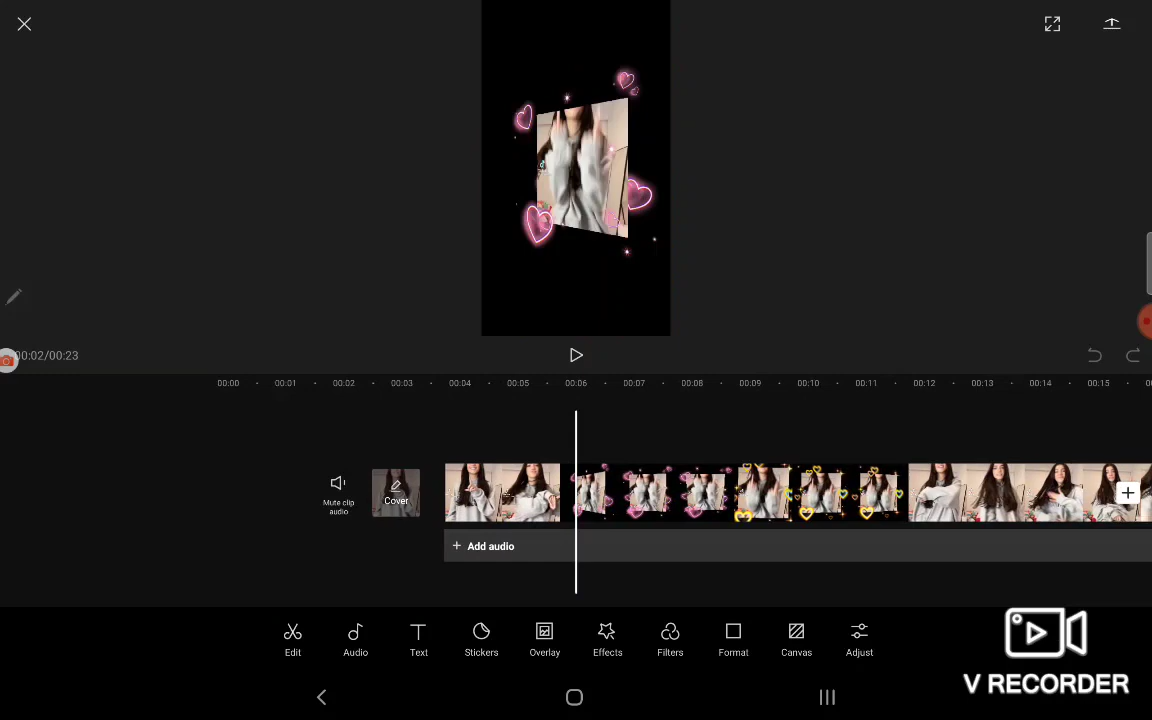 00:02/00:23
00:00 00:01 00:02 00:03 00:04 00:05 00:06 00:07 00:08 00:09 00:10 00:11 00:12 00:13 00:14 00:15
Mute clip
audio
Cover
+ Add audio
Edit Audio Text Stickers Overlay Effects Filters Format Canvas Adjust
V RECORDER